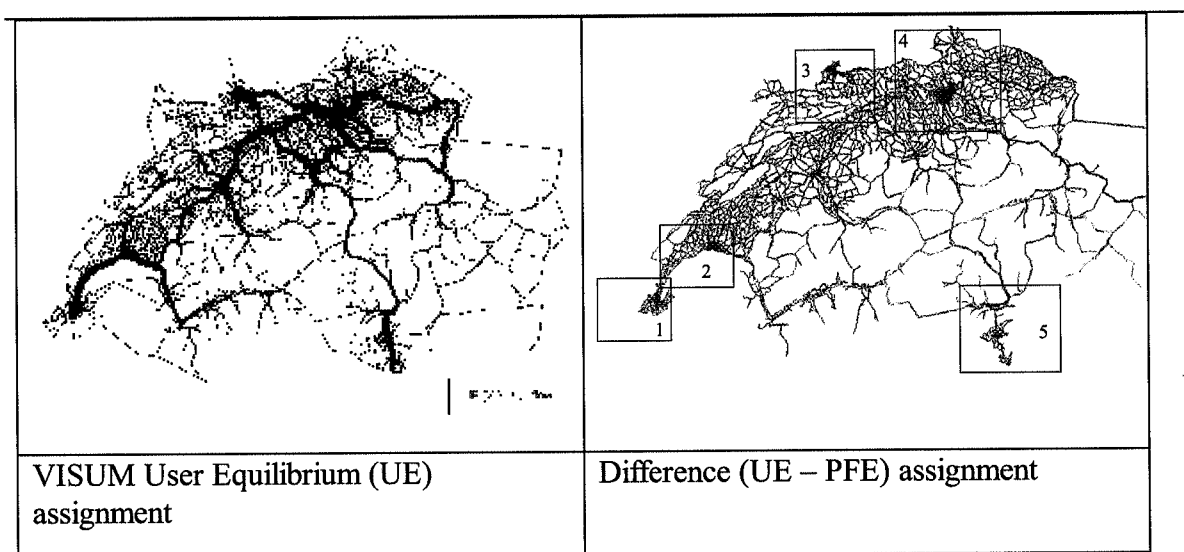 3
4
2
1
5
VISUM User Equilibrium (UE)
assignment
Difference (UE – PFE) assignment